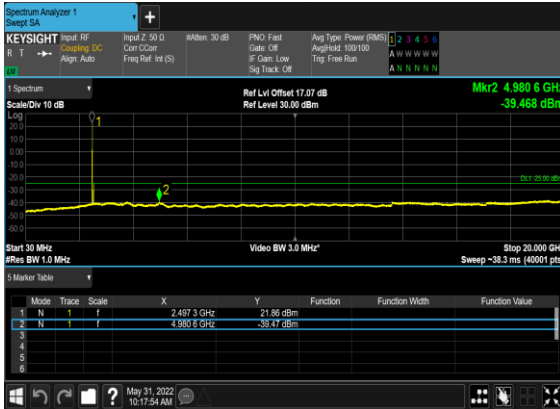 Spectrum Analyzer 1
Swept SA
+
KEYSIGHT Input: RF Input Z: 50 Ω #Atten: 30 dB PNO: Fast Avg Type: Power (RMS) 1 2 3 4 5 6
R T Coupling: DC Corr CCorr Gate: Off Avg|Hold: 100/100 A W W W W W
Align: Auto Freq Ref: Int (S) IF Gain: Low Trig: Free Run
Sig Track: Off A N N N N N
1 Spectrum Ref Lvl Offset 17.07 dB Mkr2 4.980 6 GHz
Scale/Div 10 dB Ref Level 30.00 dBm -39.468 dBm
Log
1
20.0
10.0
0.00
-10.0
-20.0 DL1 -25.00 dBm
-30.0
2
-40.0
-50.0
-60.0
Start 30 MHz Video BW 3.0 MHz* Stop 20.000 GHz
#Res BW 1.0 MHz Sweep ~38.3 ms (40001 pts)
5 Marker Table
Mode Trace Scale X Y Function Function Width Function Value
1 N 1 f 2.497 3 GHz 21.86 dBm
2 N 1 f 4.980 6 GHz -39.47 dBm
3
4
5
6
? May 31, 2022
10:17:54 AM